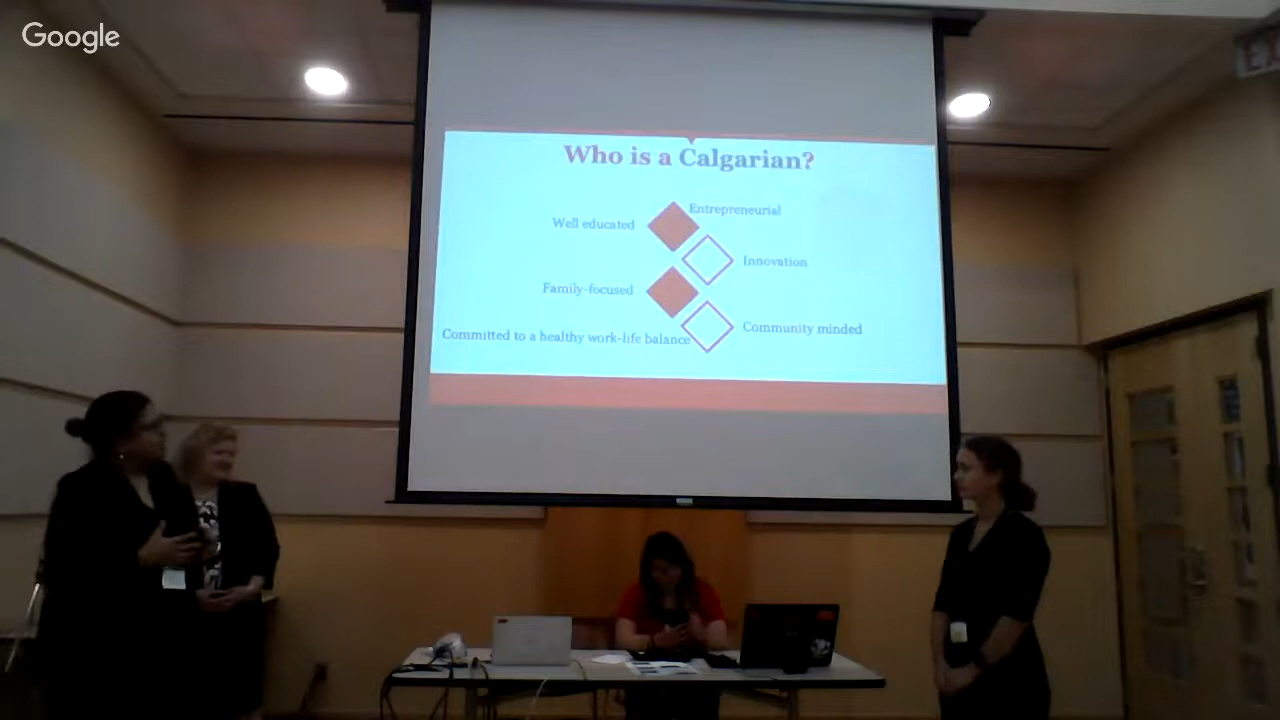 Google
Who is a Calgarian?
Entrepreneurial
Well educated
Innovation
Family-focused
Community minded
Committed to a healthy work-life balance